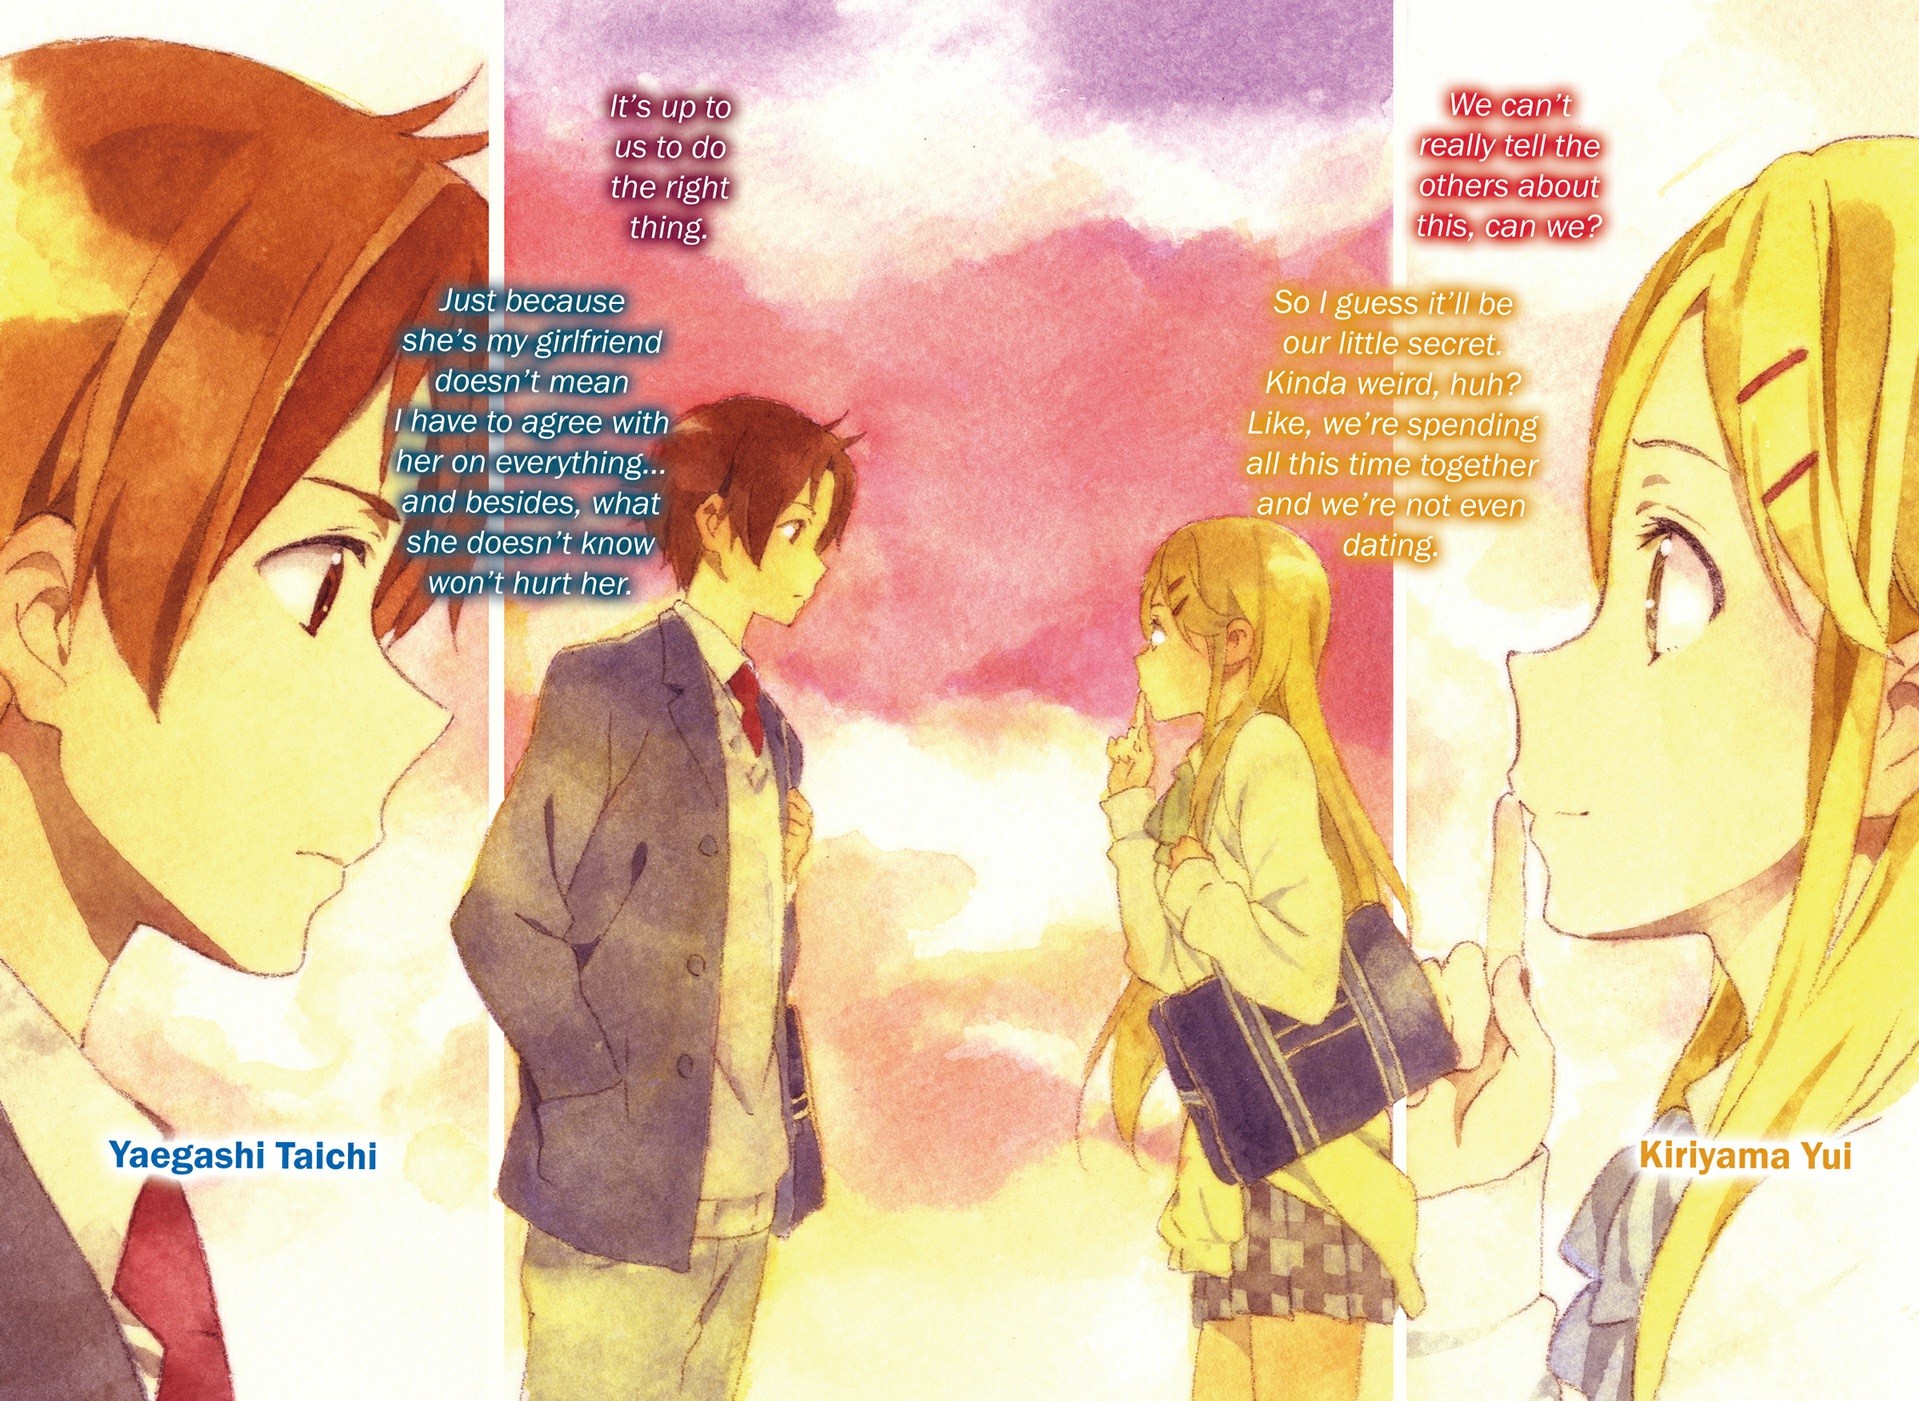 It's up to
us to do
the right
thing.
Just because
she's my girlfriend
doesn't mean
I have to agree with
her on everything...
and besides, what
she doesn't know
won't hurt her.
We can't
really tell the
others about
this, can we?
So I guess it'll be
our little secret.
Kinda weird, huh?
Like, we're spending
all this time together
and we're not even
dating.
Yaegashi Taichi
Kiriyama Yui